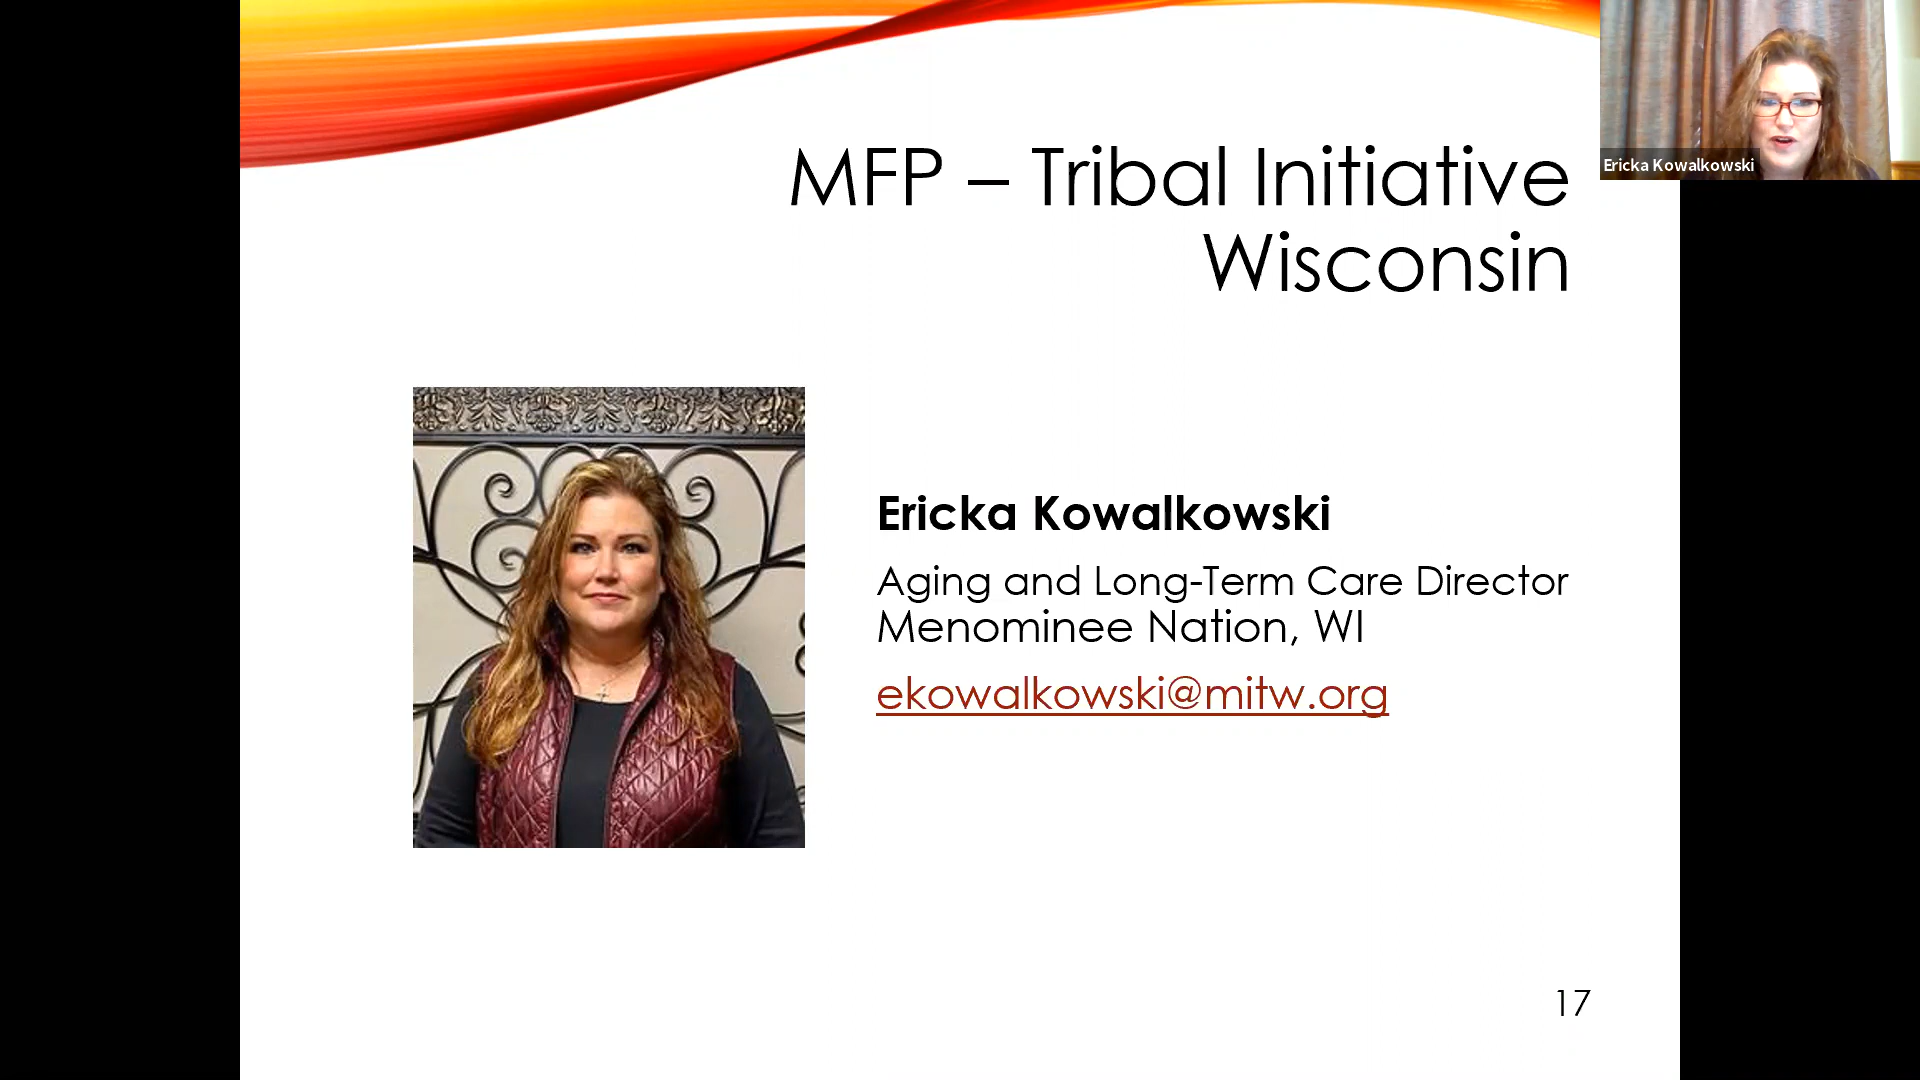 MFP – Tribal Initiative
Wisconsin
Ericka Kowalkowski
Ericka Kowalkowski
Aging and Long-Term Care Director
Menominee Nation, WI
ekowalkowski@mitw.org
17